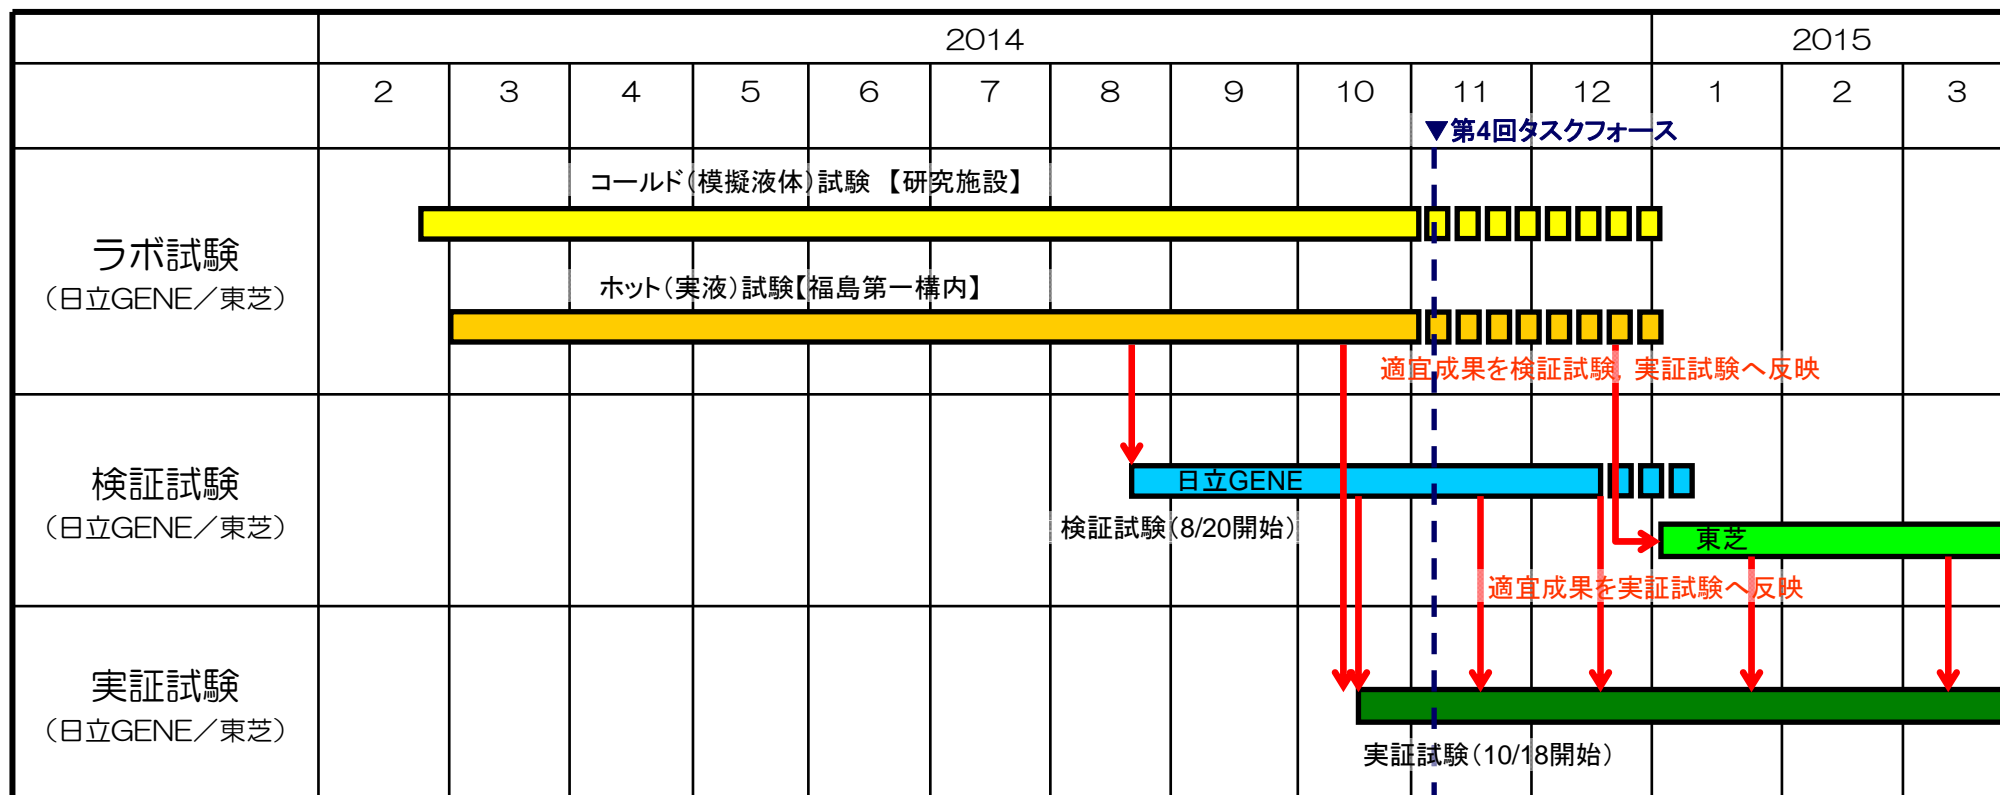 2014
2015
2
3
4
5
6
7
8
9
10
11
12
1
2
3
▼第4回タスクフォース
コールド(模擬液体)試験 【研究施設】
ラボ試験
（日立GENE／東芝）
ホット(実液)試験【福島第一構内】
適宜成果を検証試験, 実証試験へ反映
検証試験
（日立GENE／東芝）
日立GENE
検証試験(8/20開始)
東芝
適宜成果を実証試験へ反映
実証試験
（日立GENE／東芝）
実証試験(10/18開始)